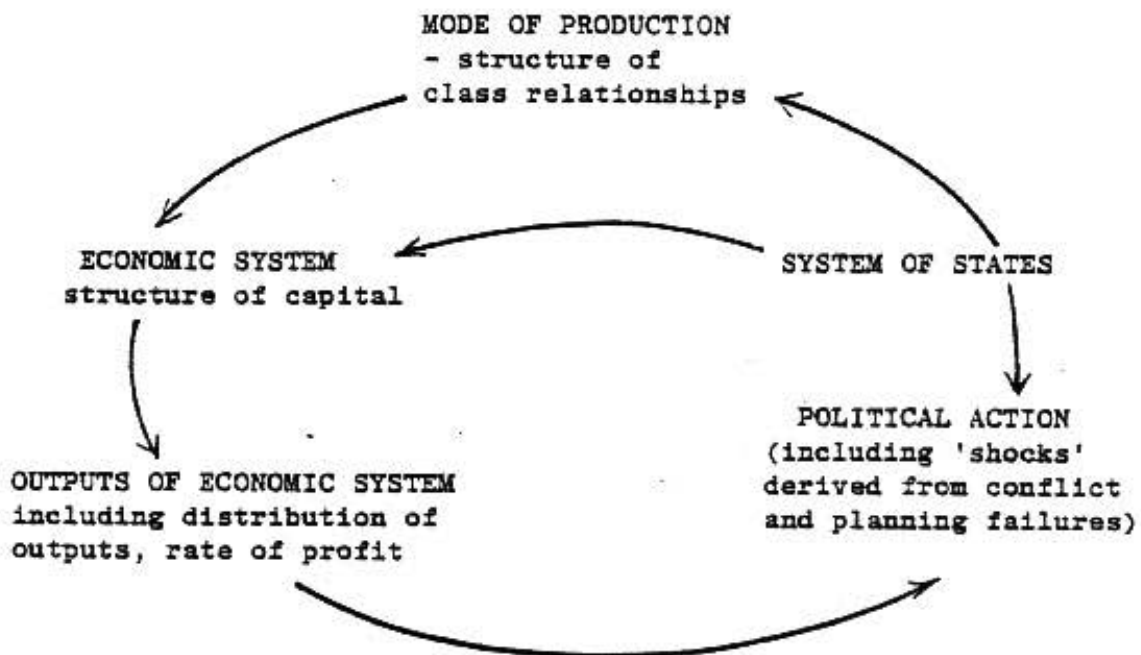 MODE OF PRODUCTION
- structure of
class relationships
ECONOMIC SYSTEM
structure of capital
SYSTEM OF STATES
POLITICAL ACTION
(including 'shocks'
derived from conflict
and planning failures)
OUTPUTS OF ECONOMIC SYSTEM
including distribution of
outputs, rate of profit